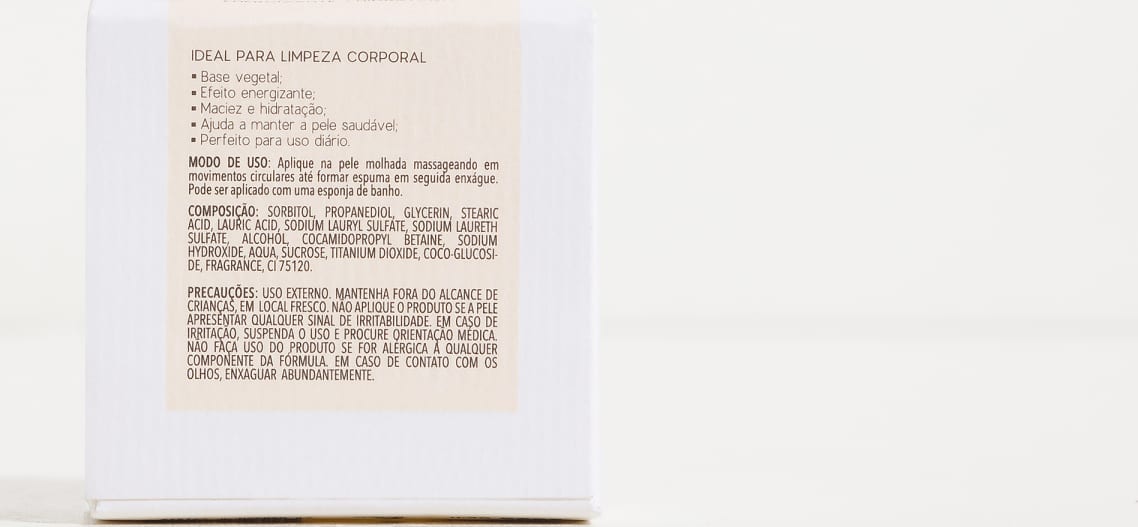 IDEAL PARA LIMPEZA CORPORAL
▪ Base vegetal;
▪ Efeito energizante;
▪ Maciez e hidratação;
▪ Ajuda a manter a pele saudável;
▪ Perfeito para uso diário.
MODO DE USO: Aplique na pele molhada massageando em
movimentos circulares até formar espuma em seguida enxágue.
Pode ser aplicado com uma esponja de banho.
COMPOSIÇÃO: SORBITOL, PROPANEDIOL, GLYCERIN, STEARIC
ACID, LAURIC ACID, SODIUM LAURYL SULFATE, SODIUM LAURETH
SULFATE, ALCOHOL, COCAMIDOPROPYL BETAINE, SODIUM
HYDROXIDE, AQUA, SUCROSE, TITANIUM DIOXIDE, COCO-GLUCOSI-
DE, FRAGRANCE, CI 75120.
PRECAUÇÕES: USO EXTERNO. MANTENHA FORA DO ALCANCE DE
CRIANÇAS, EM LOCAL FRESCO. NÃO APLIQUE O PRODUTO SE A PELE
APRESENTAR QUALQUER SINAL DE IRRITABILIDADE. EM CASO DE
IRRITAÇÃO, SUSPENDA O USO E PROCURE ORIENTAÇÃO MÉDICA.
NÃO FAÇA USO DO PRODUTO SE FOR ALÉRGICA À QUALQUER
COMPONENTE DA FÓRMULA. EM CASO DE CONTATO COM OS
OLHOS, ENXAGUAR ABUNDANTEMENTE.